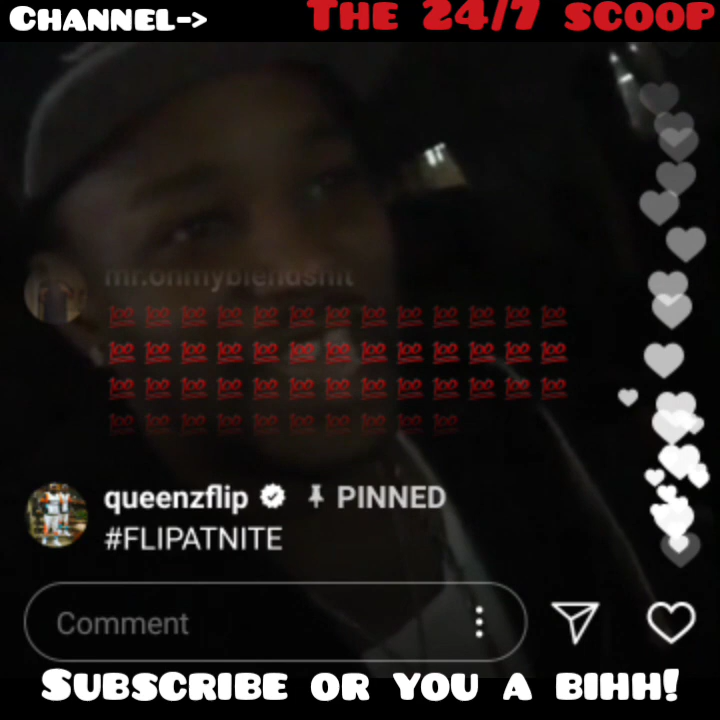 Channel-> The 24/7 scoop
mr.onmyblendshit
💯💯💯💯💯💯💯💯💯💯💯💯💯
💯💯💯💯💯💯💯💯💯💯💯💯💯
💯💯💯💯💯💯💯💯💯💯💯💯💯
💯💯💯💯💯💯💯💯💯💯
queenzflip PINNED
#FLIPATNITE
Comment
Subscribe or you a bihh!